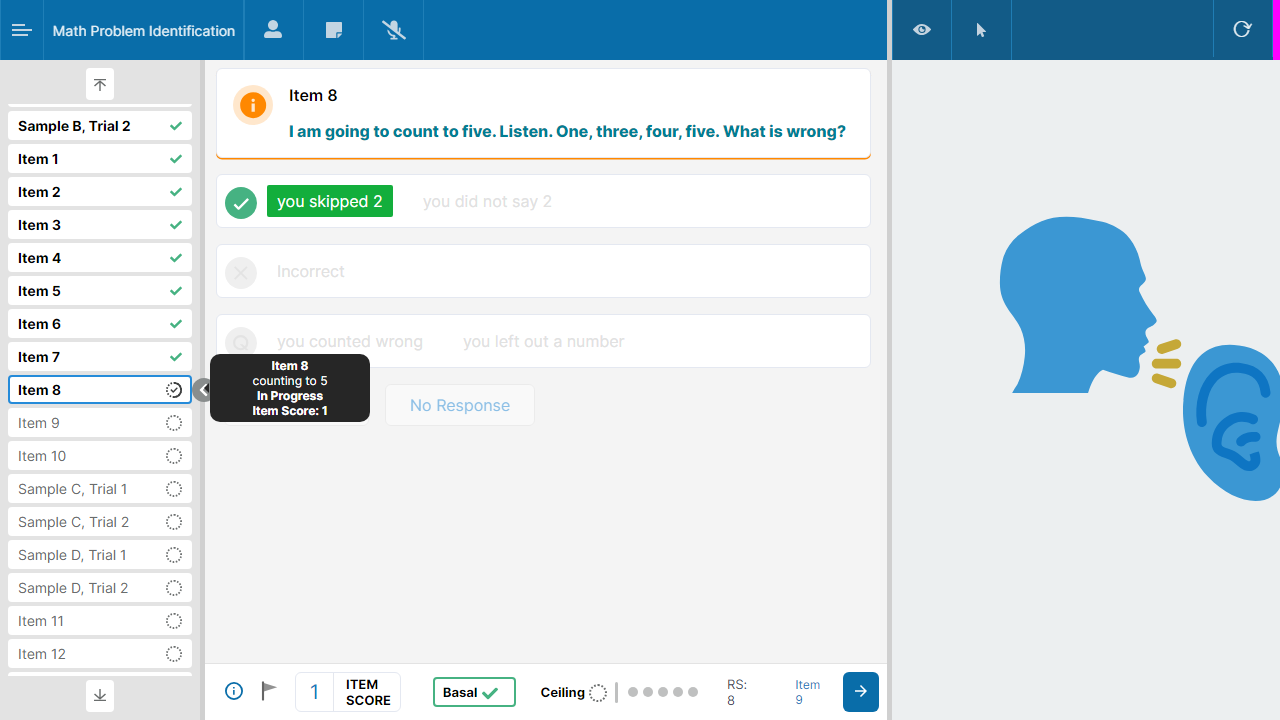 Math Problem Identification
Sample B, Trial 2
Item 1
Item 2
Item 3
Item 4
Item 5
Item 6
Item 7
Item 8
Item 9
Item 10
Sample C, Trial 1
Sample C, Trial 2
Sample D, Trial 1
Sample D, Trial 2
Item 11
Item 12
Item 8
I am going to count to five. Listen. One, three, four, five. What is wrong?
you skipped 2 you did not say 2
Incorrect
Q you counted wrong you left out a number
Item 8
counting to 5
In Progress
Item Score: 1
No Response
1 ITEM SCORE
Basal
Ceiling
RS: 8
Item 9